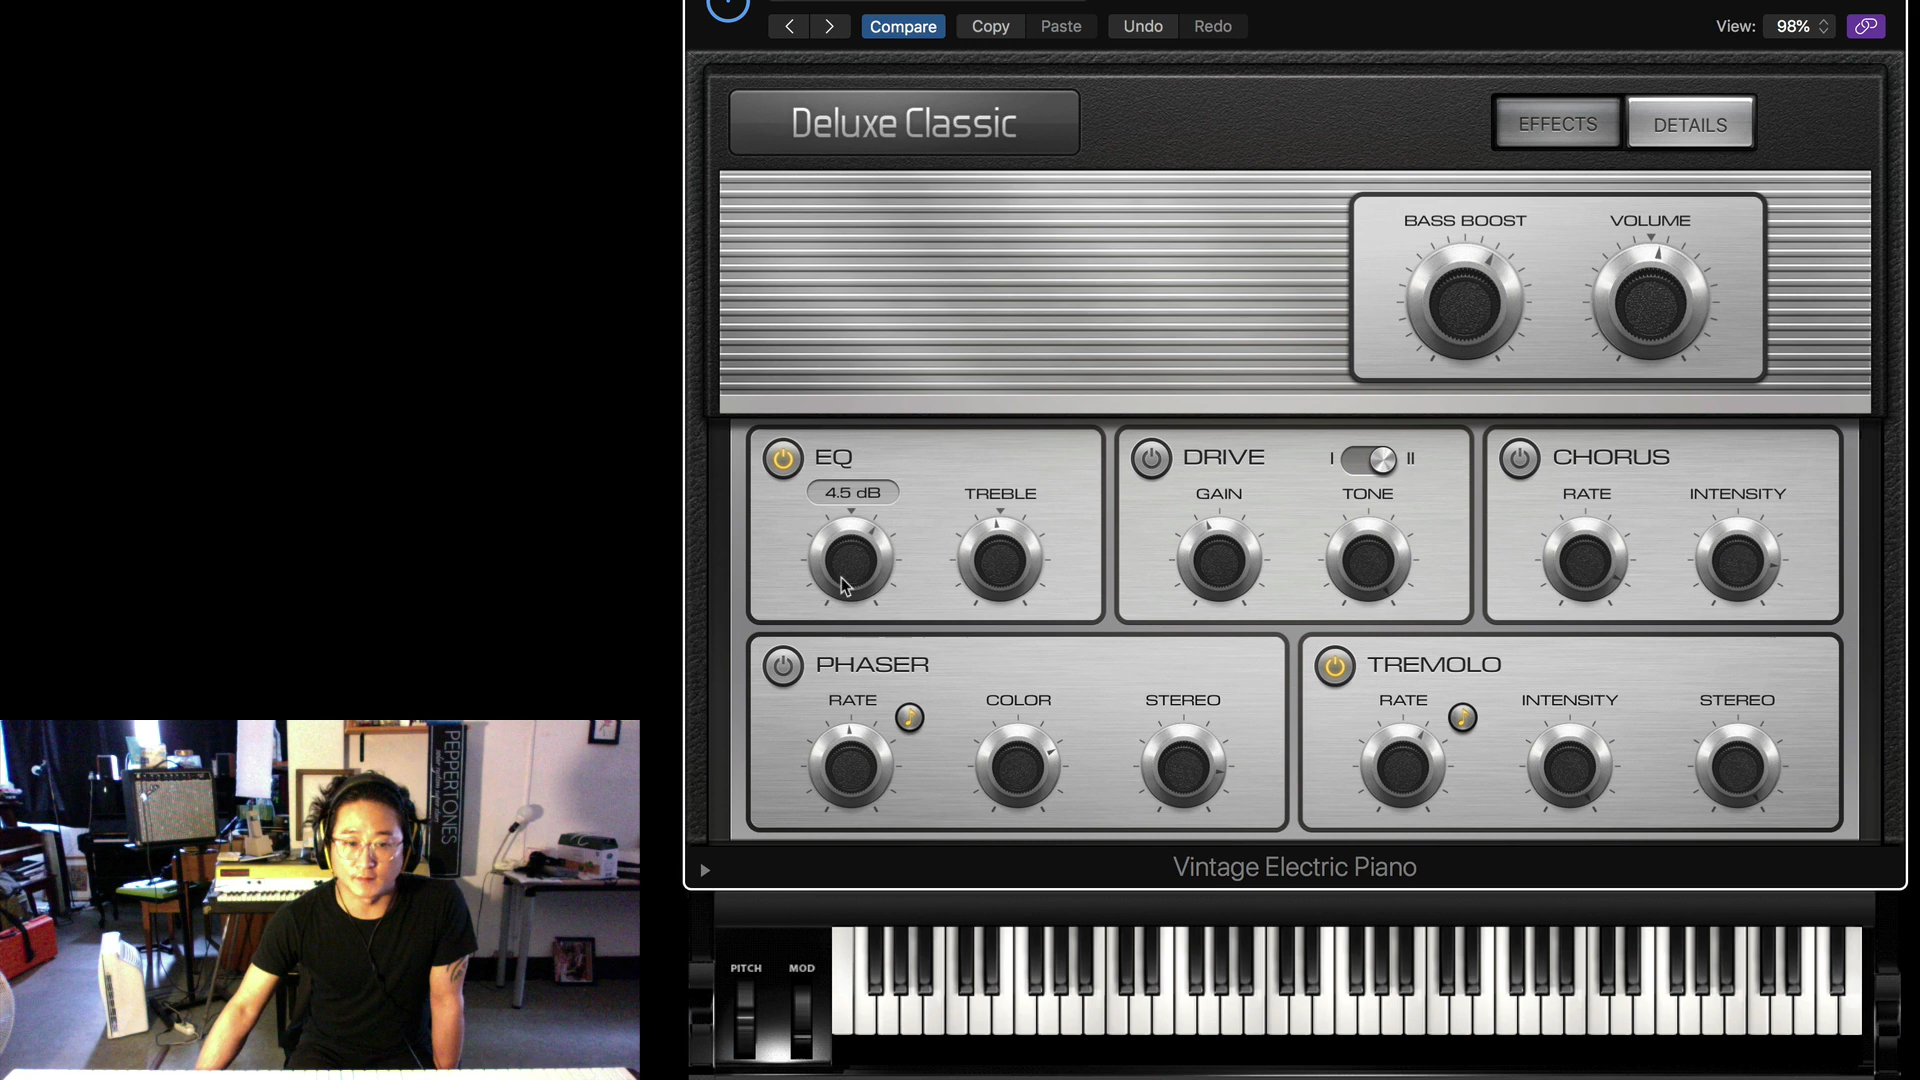 Compare Copy Paste Undo Redo View: 98%
Deluxe Classic
EFFECTS DETAILS
BASS BOOST VOLUME
EQ
4.5 dB TREBLE
DRIVE I II
GAIN TONE
CHORUS
RATE INTENSITY
PHASER
RATE COLOR STEREO
TREMOLO
RATE INTENSITY STEREO
Vintage Electric Piano
PITCH MOD
PEPPERTONES